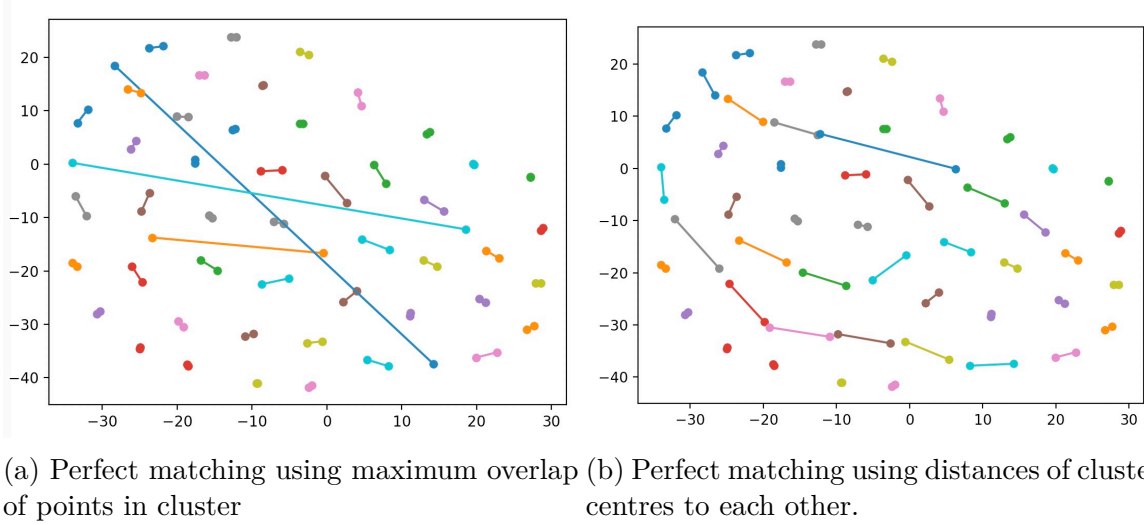 20
10
0
−10
−20
−30
−40
−30 −20 −10 0 10 20 30
20
10
0
−10
−20
−30
−40
−30 −20 −10 0 10 20 30
(a) Perfect matching using maximum overlap
of points in cluster
(b) Perfect matching using distances of cluste
centres to each other.